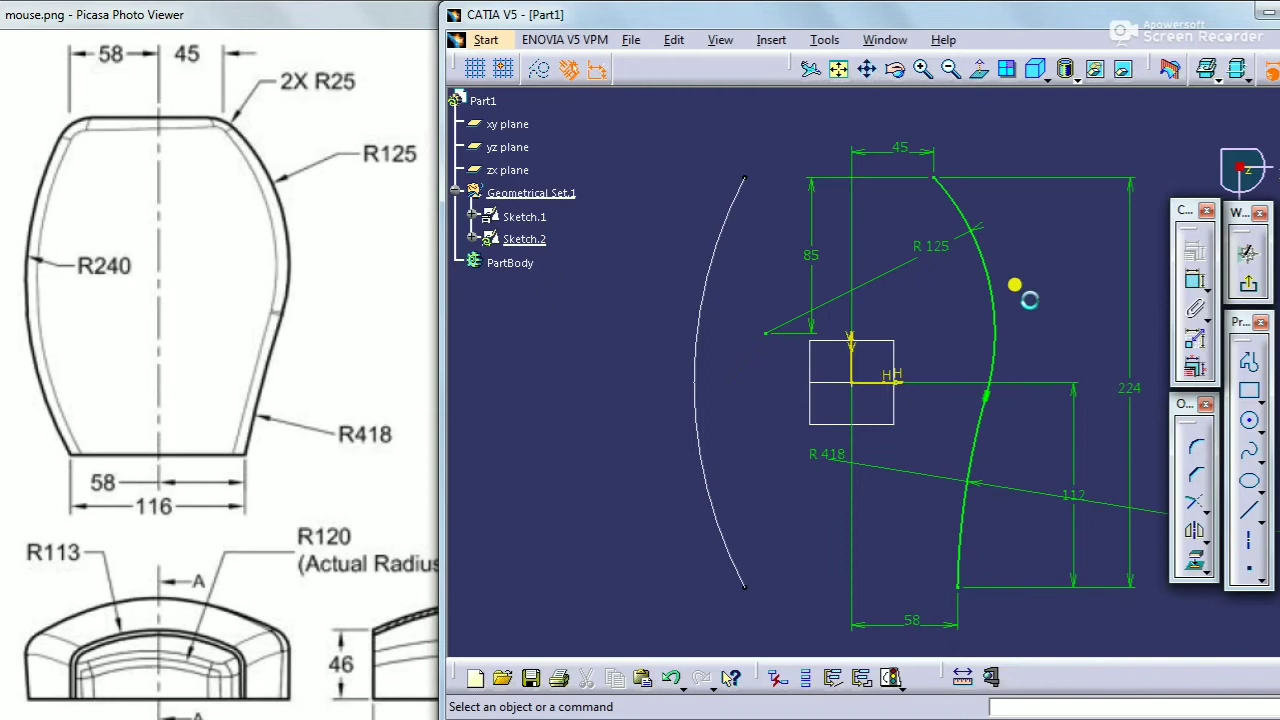 mouse.png - Picasa Photo Viewer
CATIA V5 - [Part1]
Apowersoft
Screen Recorder
Start ENOVIA V5 VPM File Edit View Insert Tools Window Help
58 45
2X R25
R125
R240
R418
58
116
R113
R120
(Actual Radius
A
46
A
Part1
xy plane
yz plane
zx plane
Geometrical Set.1
Sketch.1
Sketch.2
PartBody
45
R 125
85
V
H H
224
R 418
112
58
z
C... W...
Pr...
O...
Select an object or a command